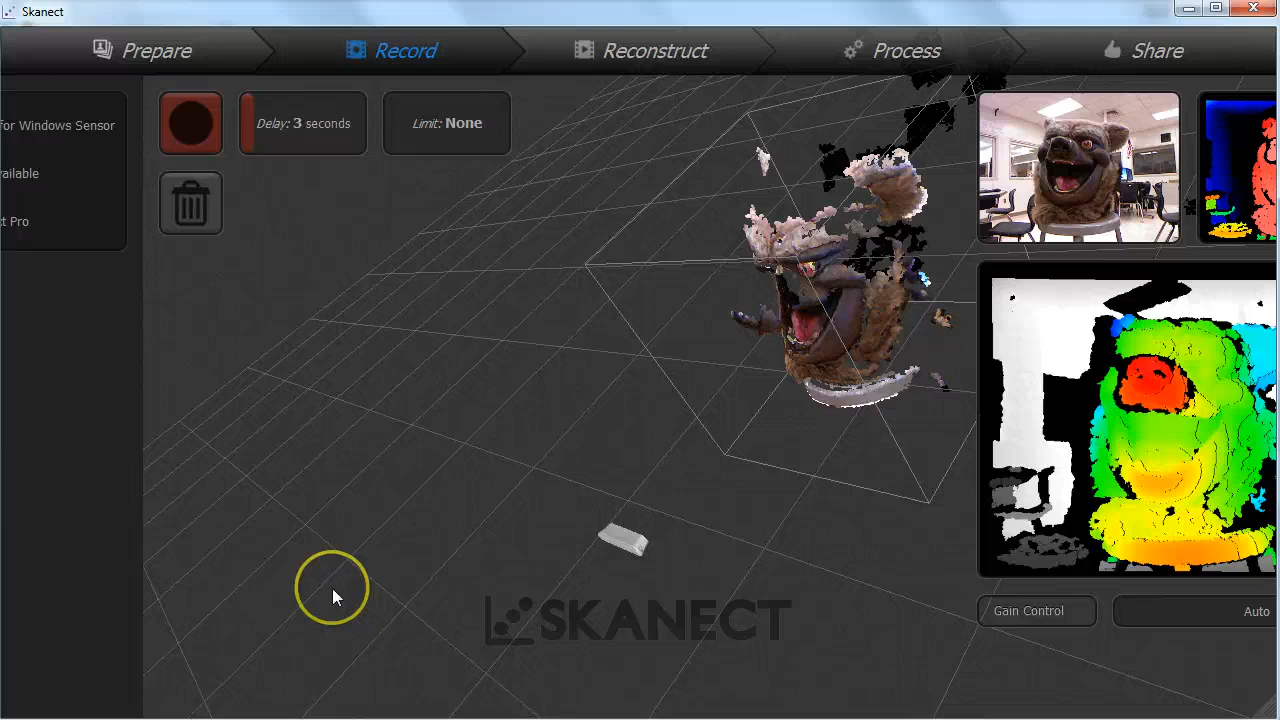 Skanect
Prepare
Record
Reconstruct
Process
Share
for Windows Sensor
vailable
t Pro
Delay: 3 seconds
Limit: None
SKANECT
Gain Control
Auto